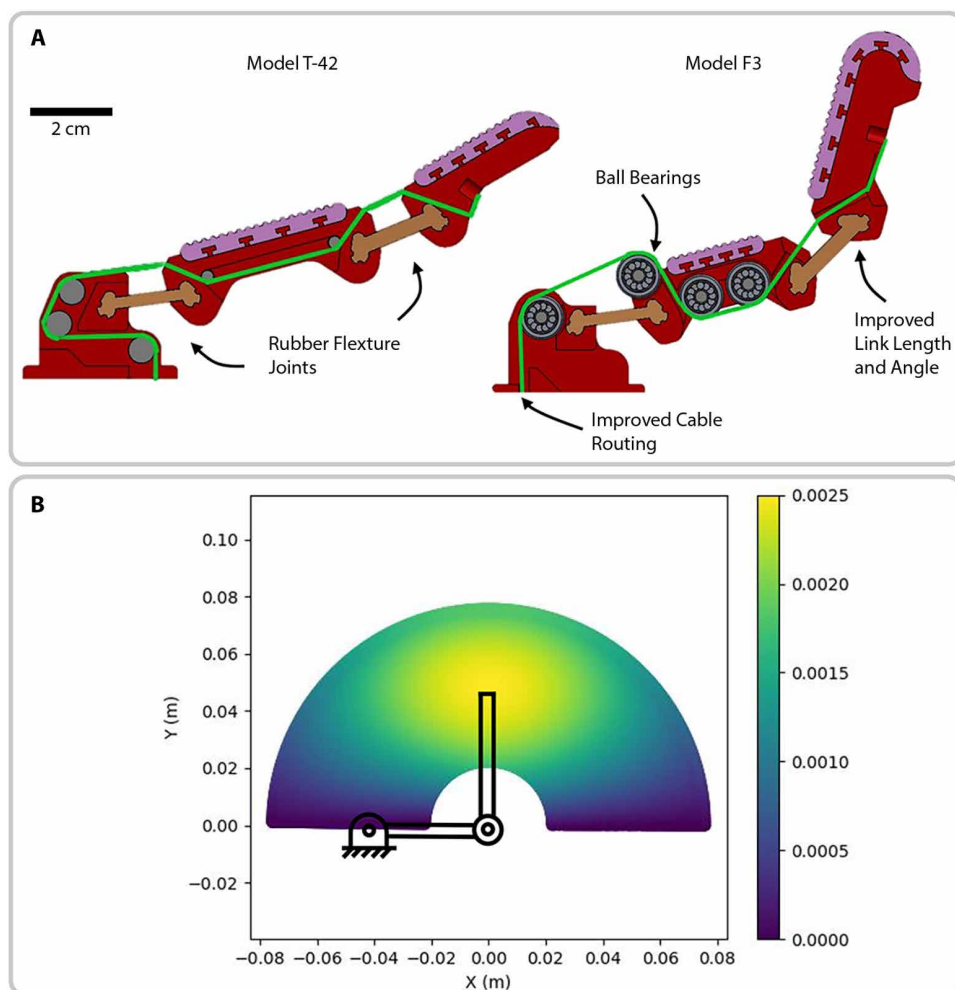 A
Model T-42
Model F3
2 cm
Ball Bearings
Rubber Flexture
Joints
Improved
Link Length
and Angle
Improved Cable
Routing
B
0.10
0.08
0.06
0.04
0.02
0.00
−0.02
Y (m)
−0.08 −0.06 −0.04 −0.02 0.00 0.02 0.04 0.06 0.08
X (m)
0.0025
0.0020
0.0015
0.0010
0.0005
0.0000